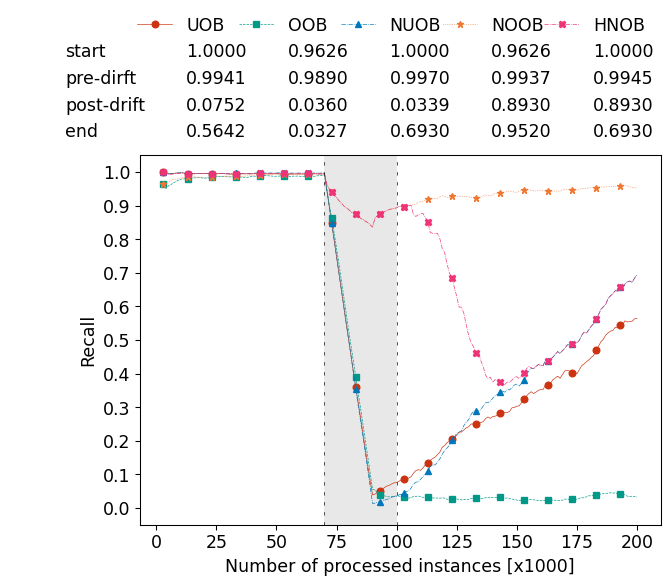 UOB OOB NUOB NOOB HNOB
start 1.0000 0.9626 1.0000 0.9626 1.0000
pre-dirft 0.9941 0.9890 0.9970 0.9937 0.9945
post-drift 0.0752 0.0360 0.0339 0.8930 0.8930
end 0.5642 0.0327 0.6930 0.9520 0.6930
1.0
0.9
0.8
0.7
0.6
0.5
0.4
0.3
0.2
0.1
0.0
Recall
0 25 50 75 100 125 150 175 200
Number of processed instances [x1000]